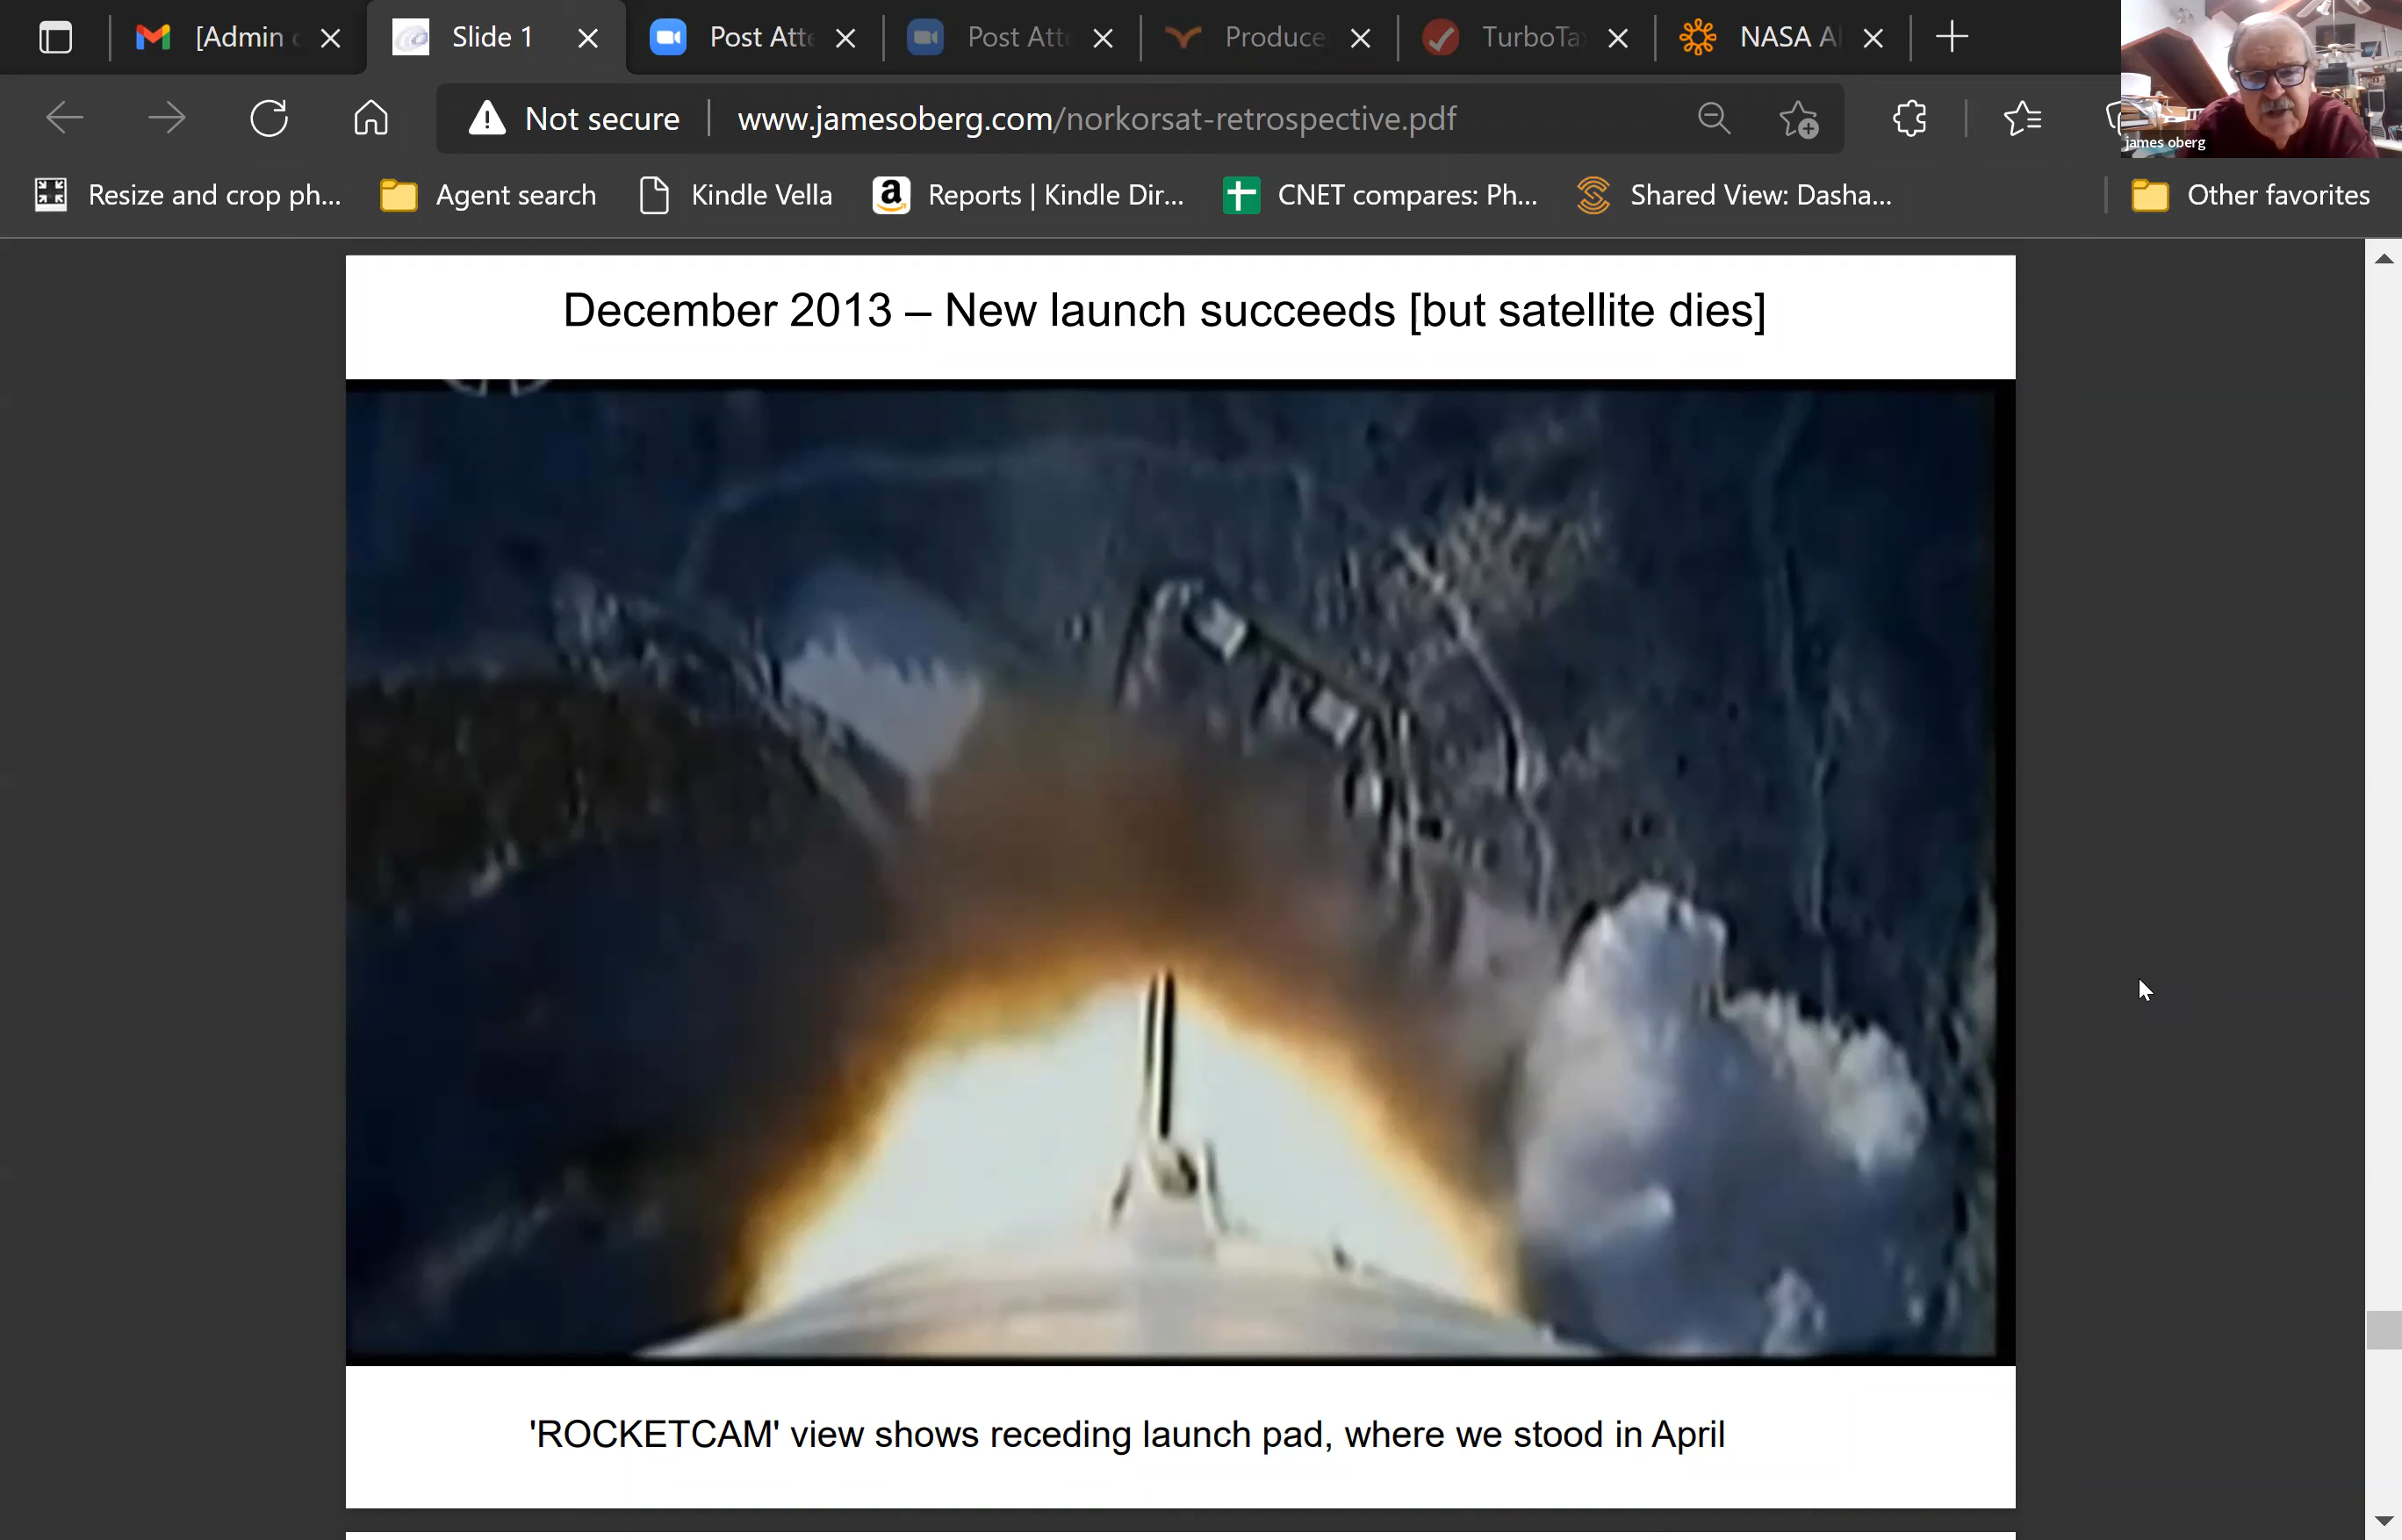 [Admin
Slide 1
Post Atte
Post Atte
Produce
TurboTa
NASA A
Not secure
www.jamesoberg.com/norkorsat-retrospective.pdf
james oberg
Resize and crop ph...
Agent search
Kindle Vella
Reports | Kindle Dir...
CNET compares: Ph...
Shared View: Dasha...
Other favorites
December 2013 – New launch succeeds [but satellite dies]
'ROCKETCAM' view shows receding launch pad, where we stood in April